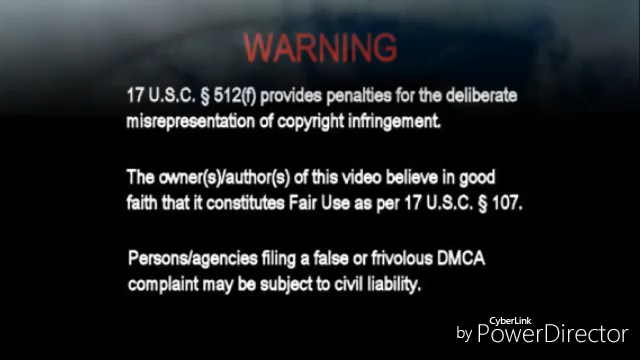 WARNING
17 U.S.C. § 512(f) provides penalties for the deliberate
misrepresentation of copyright infringement.
The owner(s)/author(s) of this video believe in good
faith that it constitutes Fair Use as per 17 U.S.C. § 107.
Persons/agencies filing a false or frivolous DMCA
complaint may be subject to civil liability.
CyberLink
by PowerDirector